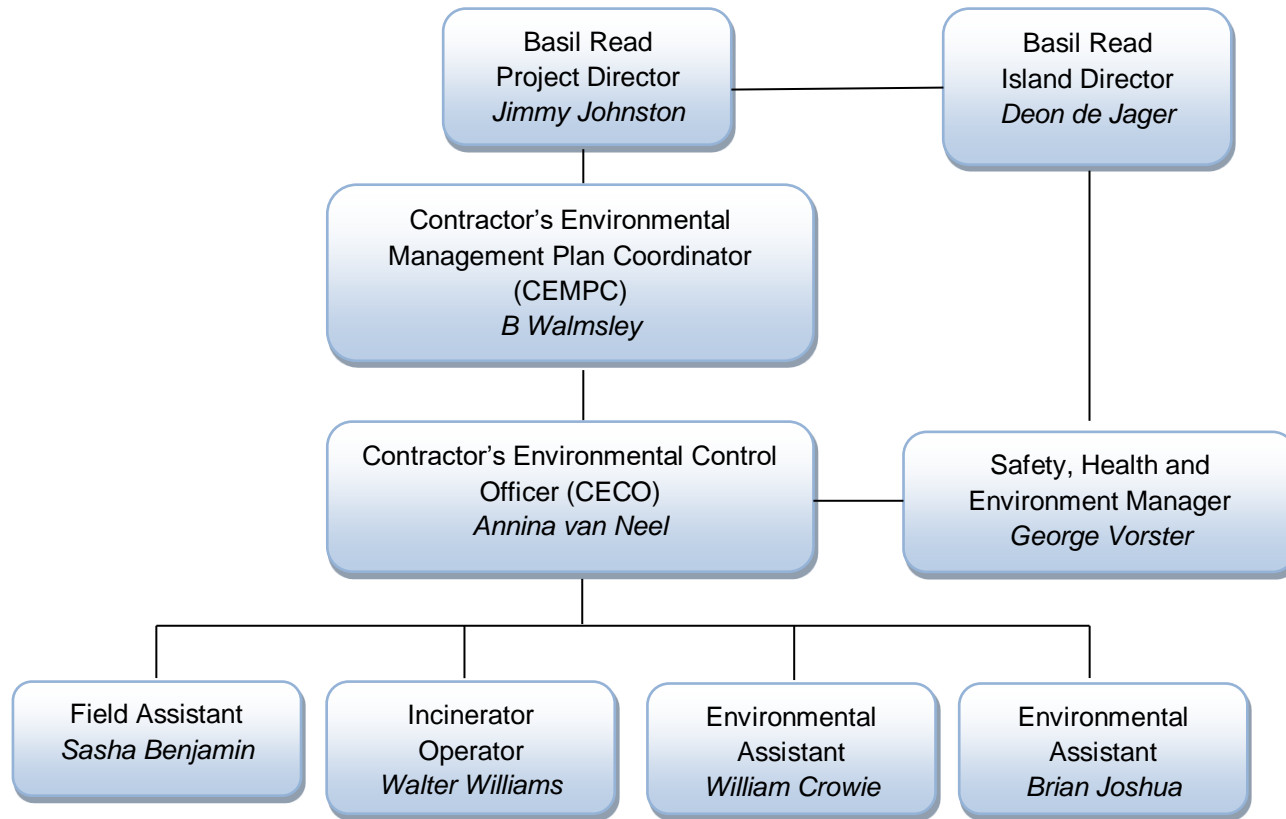 Basil Read
Project Director
Jimmy Johnston
Basil Read
Island Director
Deon de Jager
Contractor’s Environmental
Management Plan Coordinator
(CEMPC)
B Walmsley
Contractor’s Environmental Control
Officer (CECO)
Annina van Neel
Safety, Health and
Environment Manager
George Vorster
Field Assistant
Sasha Benjamin
Incinerator
Operator
Walter Williams
Environmental
Assistant
William Crowie
Environmental
Assistant
Brian Joshua